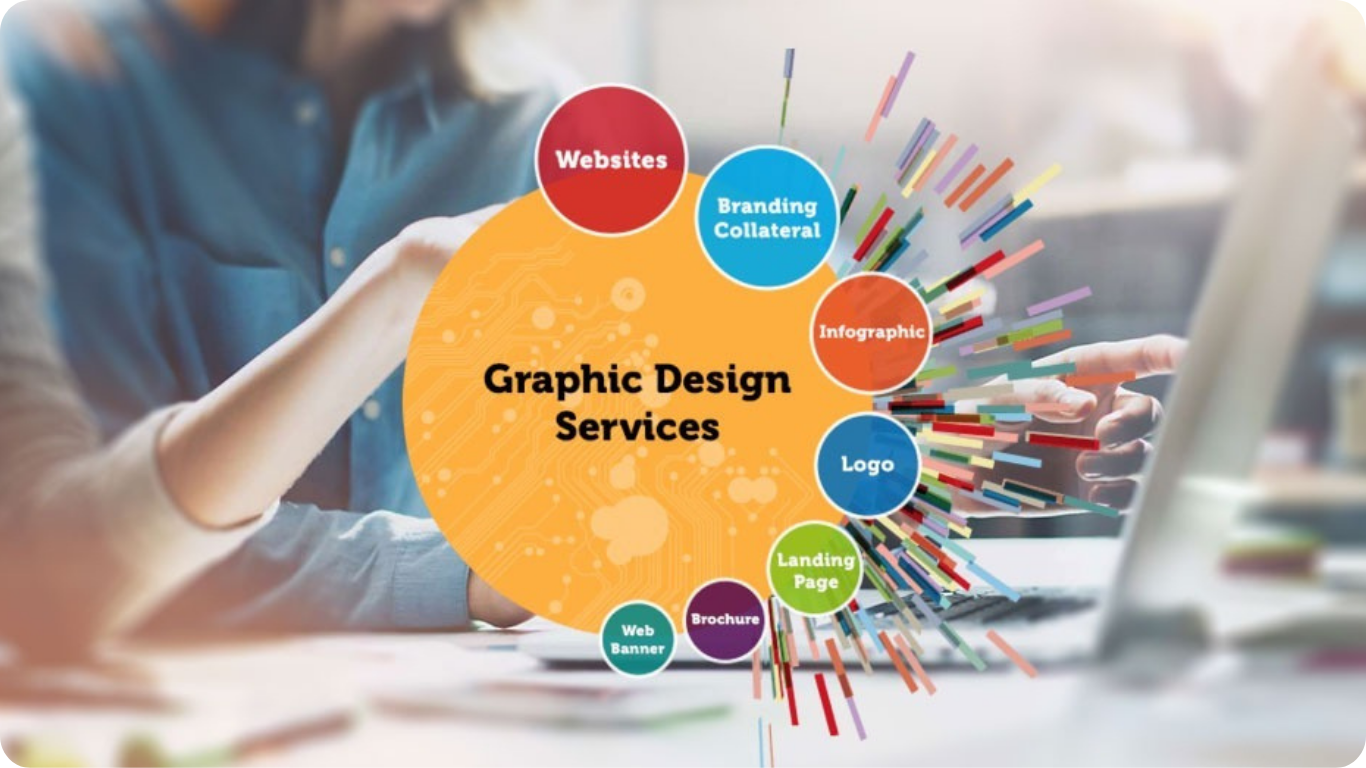 Websites
Branding
Collateral
Infographic
Graphic Design
Services
Logo
Landing
Page
Brochure
Web
Banner